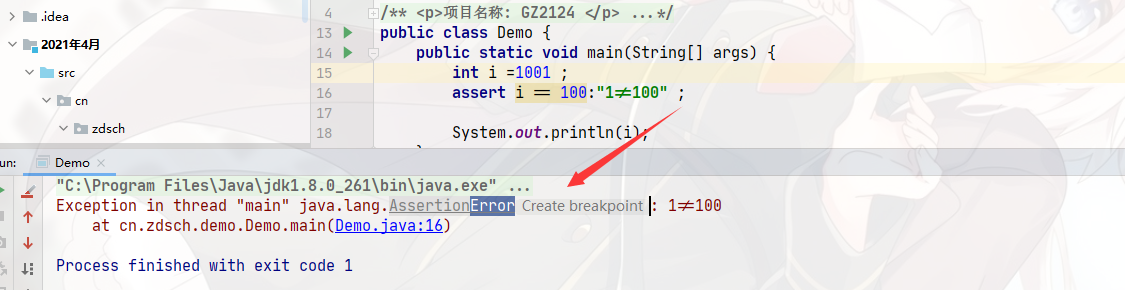 .idea
2021年4月
src
cn
zdsch
4 /** <p>项目名称: GZ2124 </p> ...*/
13 public class Demo {
14 public static void main(String[] args) {
15 int i =1001 ;
16 assert i == 100:"1≠100" ;
17
18 System.out.println(i);
un: Demo ×
"C:\Program Files\Java\jdk1.8.0_261\bin\java.exe" ...
Exception in thread "main" java.lang.AssertionError Create breakpoint : 1≠100
at cn.zdsch.demo.Demo.main(Demo.java:16)
Process finished with exit code 1